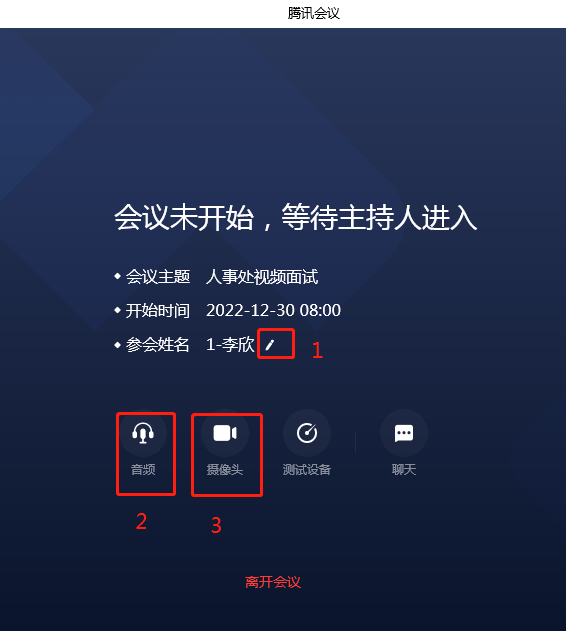 腾讯会议
会议未开始，等待主持人进入
会议主题 人事处视频面试
开始时间 2022-12-30 08:00
参会姓名 1-李欣
1
音频 摄像头 测试设备 聊天
2 3
离开会议